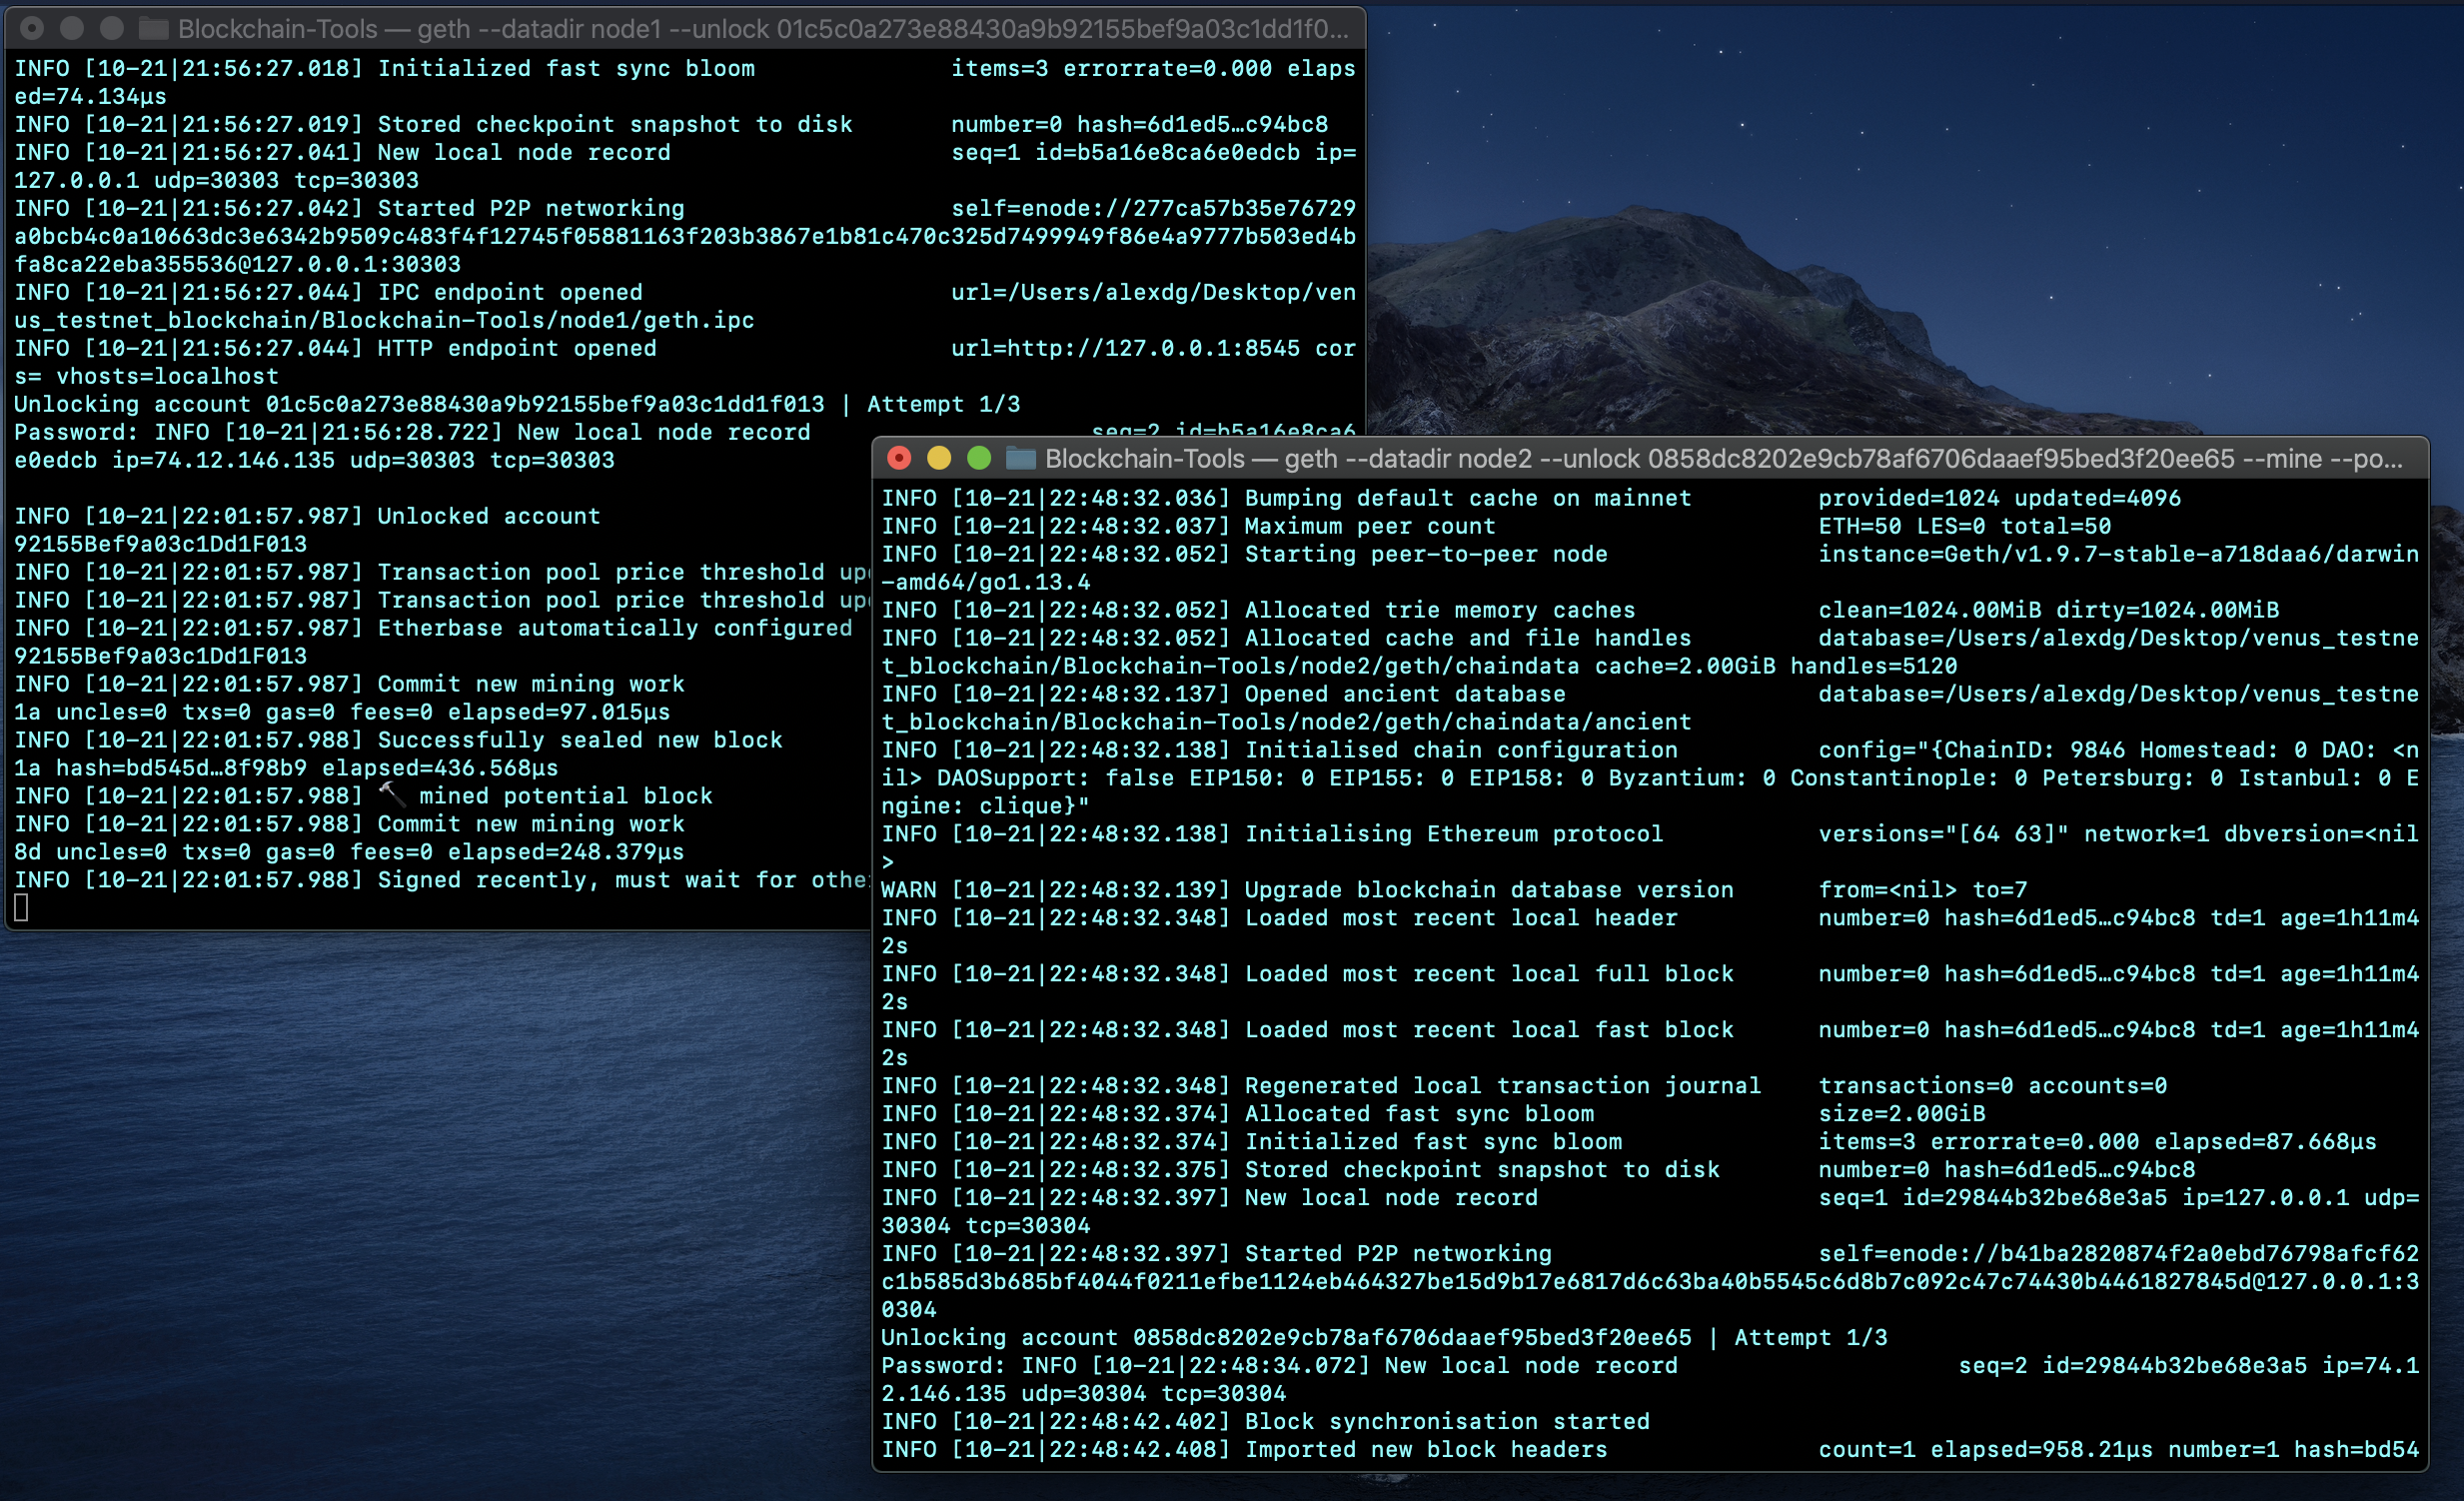 Blockchain-Tools — geth --datadir node1 --unlock 01c5c0a273e88430a9b92155bef9a03c1dd1f0...
INFO [10-21|21:56:27.018] Initialized fast sync bloom items=3 errorrate=0.000 elaps
ed=74.134µs
INFO [10-21|21:56:27.019] Stored checkpoint snapshot to disk number=0 hash=6d1ed5…c94bc8
INFO [10-21|21:56:27.041] New local node record seq=1 id=b5a16e8ca6e0edcb ip=
127.0.0.1 udp=30303 tcp=30303
INFO [10-21|21:56:27.042] Started P2P networking self=enode://277ca57b35e76729
a0bcb4c0a10663dc3e6342b9509c483f4f12745f05881163f203b3867e1b81c470c325d7499949f86e4a9777b503ed4b
fa8ca22eba355536@127.0.0.1:30303
INFO [10-21|21:56:27.044] IPC endpoint opened url=/Users/alexdg/Desktop/ven
us_testnet_blockchain/Blockchain-Tools/node1/geth.ipc
INFO [10-21|21:56:27.044] HTTP endpoint opened url=http://127.0.0.1:8545 cor
s= vhosts=localhost
Unlocking account 01c5c0a273e88430a9b92155bef9a03c1dd1f013 | Attempt 1/3
Password: INFO [10-21|21:56:28.722] New local node record seq=2 id=b5a16e8ca6
e0edcb ip=74.12.146.135 udp=30303 tcp=30303
INFO [10-21|22:01:57.987] Unlocked account
92155Bef9a03c1Dd1F013
INFO [10-21|22:01:57.987] Transaction pool price threshold up
INFO [10-21|22:01:57.987] Transaction pool price threshold up
INFO [10-21|22:01:57.987] Etherbase automatically configured
92155Bef9a03c1Dd1F013
INFO [10-21|22:01:57.987] Commit new mining work
1a uncles=0 txs=0 gas=0 fees=0 elapsed=97.015µs
INFO [10-21|22:01:57.988] Successfully sealed new block
1a hash=bd545d…8f98b9 elapsed=436.568µs
INFO [10-21|22:01:57.988] 🔨 mined potential block
INFO [10-21|22:01:57.988] Commit new mining work
8d uncles=0 txs=0 gas=0 fees=0 elapsed=248.379µs
INFO [10-21|22:01:57.988] Signed recently, must wait for othe
Blockchain-Tools — geth --datadir node2 --unlock 0858dc8202e9cb78af6706daaef95bed3f20ee65 --mine --po...
INFO [10-21|22:48:32.036] Bumping default cache on mainnet provided=1024 updated=4096
INFO [10-21|22:48:32.037] Maximum peer count ETH=50 LES=0 total=50
INFO [10-21|22:48:32.052] Starting peer-to-peer node instance=Geth/v1.9.7-stable-a718daa6/darwin
-amd64/go1.13.4
INFO [10-21|22:48:32.052] Allocated trie memory caches clean=1024.00MiB dirty=1024.00MiB
INFO [10-21|22:48:32.052] Allocated cache and file handles database=/Users/alexdg/Desktop/venus_testne
t_blockchain/Blockchain-Tools/node2/geth/chaindata cache=2.00GiB handles=5120
INFO [10-21|22:48:32.137] Opened ancient database database=/Users/alexdg/Desktop/venus_testne
t_blockchain/Blockchain-Tools/node2/geth/chaindata/ancient
INFO [10-21|22:48:32.138] Initialised chain configuration config="{ChainID: 9846 Homestead: 0 DAO: <n
il> DAOSupport: false EIP150: 0 EIP155: 0 EIP158: 0 Byzantium: 0 Constantinople: 0 Petersburg: 0 Istanbul: 0 E
ngine: clique}"
INFO [10-21|22:48:32.138] Initialising Ethereum protocol versions="[64 63]" network=1 dbversion=<nil
>
WARN [10-21|22:48:32.139] Upgrade blockchain database version from=<nil> to=7
INFO [10-21|22:48:32.348] Loaded most recent local header number=0 hash=6d1ed5…c94bc8 td=1 age=1h11m4
2s
INFO [10-21|22:48:32.348] Loaded most recent local full block number=0 hash=6d1ed5…c94bc8 td=1 age=1h11m4
2s
INFO [10-21|22:48:32.348] Loaded most recent local fast block number=0 hash=6d1ed5…c94bc8 td=1 age=1h11m4
2s
INFO [10-21|22:48:32.348] Regenerated local transaction journal transactions=0 accounts=0
INFO [10-21|22:48:32.374] Allocated fast sync bloom size=2.00GiB
INFO [10-21|22:48:32.374] Initialized fast sync bloom items=3 errorrate=0.000 elapsed=87.668µs
INFO [10-21|22:48:32.375] Stored checkpoint snapshot to disk number=0 hash=6d1ed5…c94bc8
INFO [10-21|22:48:32.397] New local node record seq=1 id=29844b32be68e3a5 ip=127.0.0.1 udp=
30304 tcp=30304
INFO [10-21|22:48:32.397] Started P2P networking self=enode://b41ba2820874f2a0ebd76798afcf62
c1b585d3b685bf4044f0211efbe1124eb464327be15d9b17e6817d6c63ba40b5545c6d8b7c092c47c74430b4461827845d@127.0.0.1:3
0304
Unlocking account 0858dc8202e9cb78af6706daaef95bed3f20ee65 | Attempt 1/3
Password: INFO [10-21|22:48:34.072] New local node record seq=2 id=29844b32be68e3a5 ip=74.1
2.146.135 udp=30304 tcp=30304
INFO [10-21|22:48:42.402] Block synchronisation started
INFO [10-21|22:48:42.408] Imported new block headers count=1 elapsed=958.21µs number=1 hash=bd54